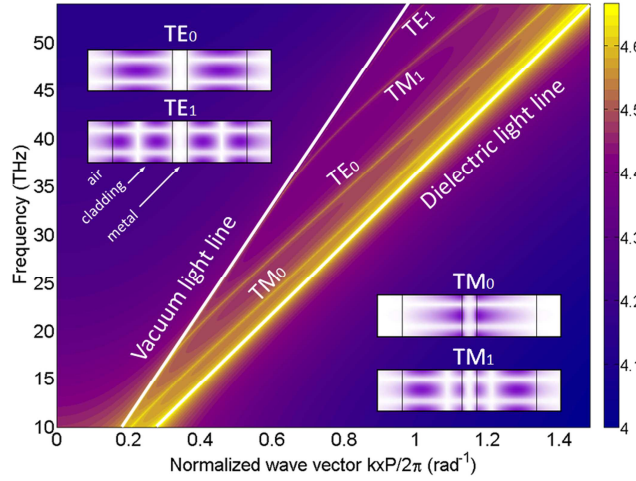 TE0
TE1
air
cladding
metal
TE1
TM1
TE0
TM0
Vacuum light line
Dielectric light line
TM0
TM1
Frequency (THz)
50
45
40
35
30
25
20
15
10
0
0.2
0.4
0.6
0.8
1
1.2
1.4
Normalized wave vector kxP/2π (rad⁻¹)
4.6
4.5
4.4
4.3
4.2
4.1
4